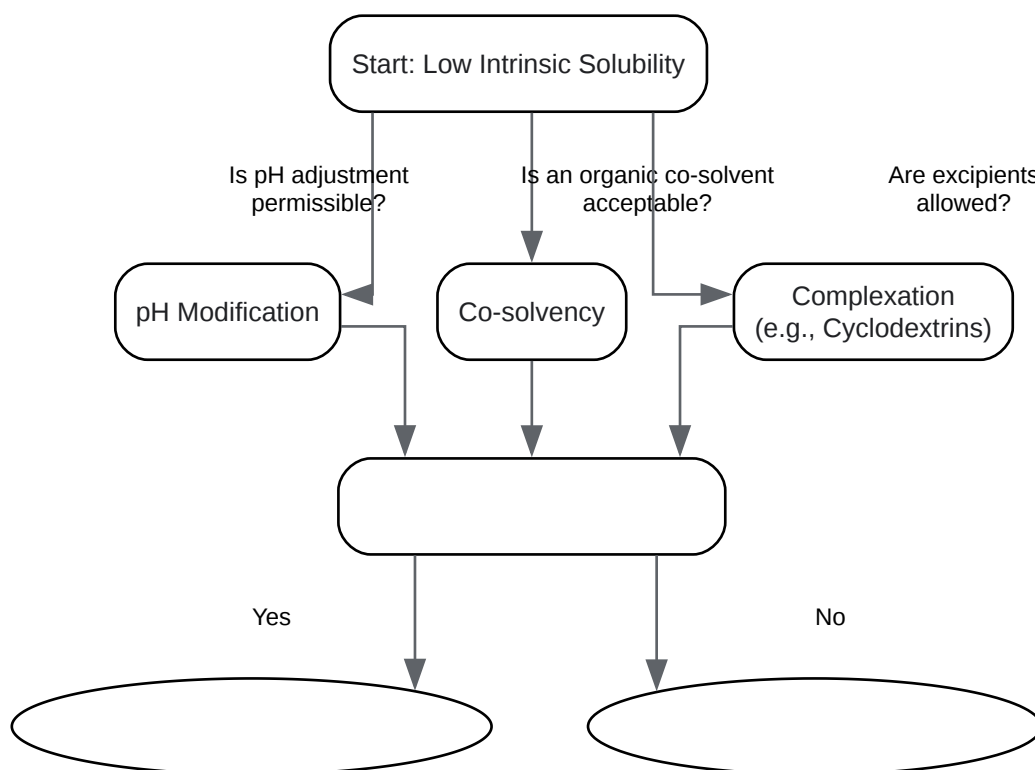 Start: Low Intrinsic Solubility
Is pH adjustment
permissible?
Is an organic co-solvent
acceptable?
Are excipients
allowed?
pH Modification
Co-solvency
Complexation
(e.g., Cyclodextrins)
Yes
No